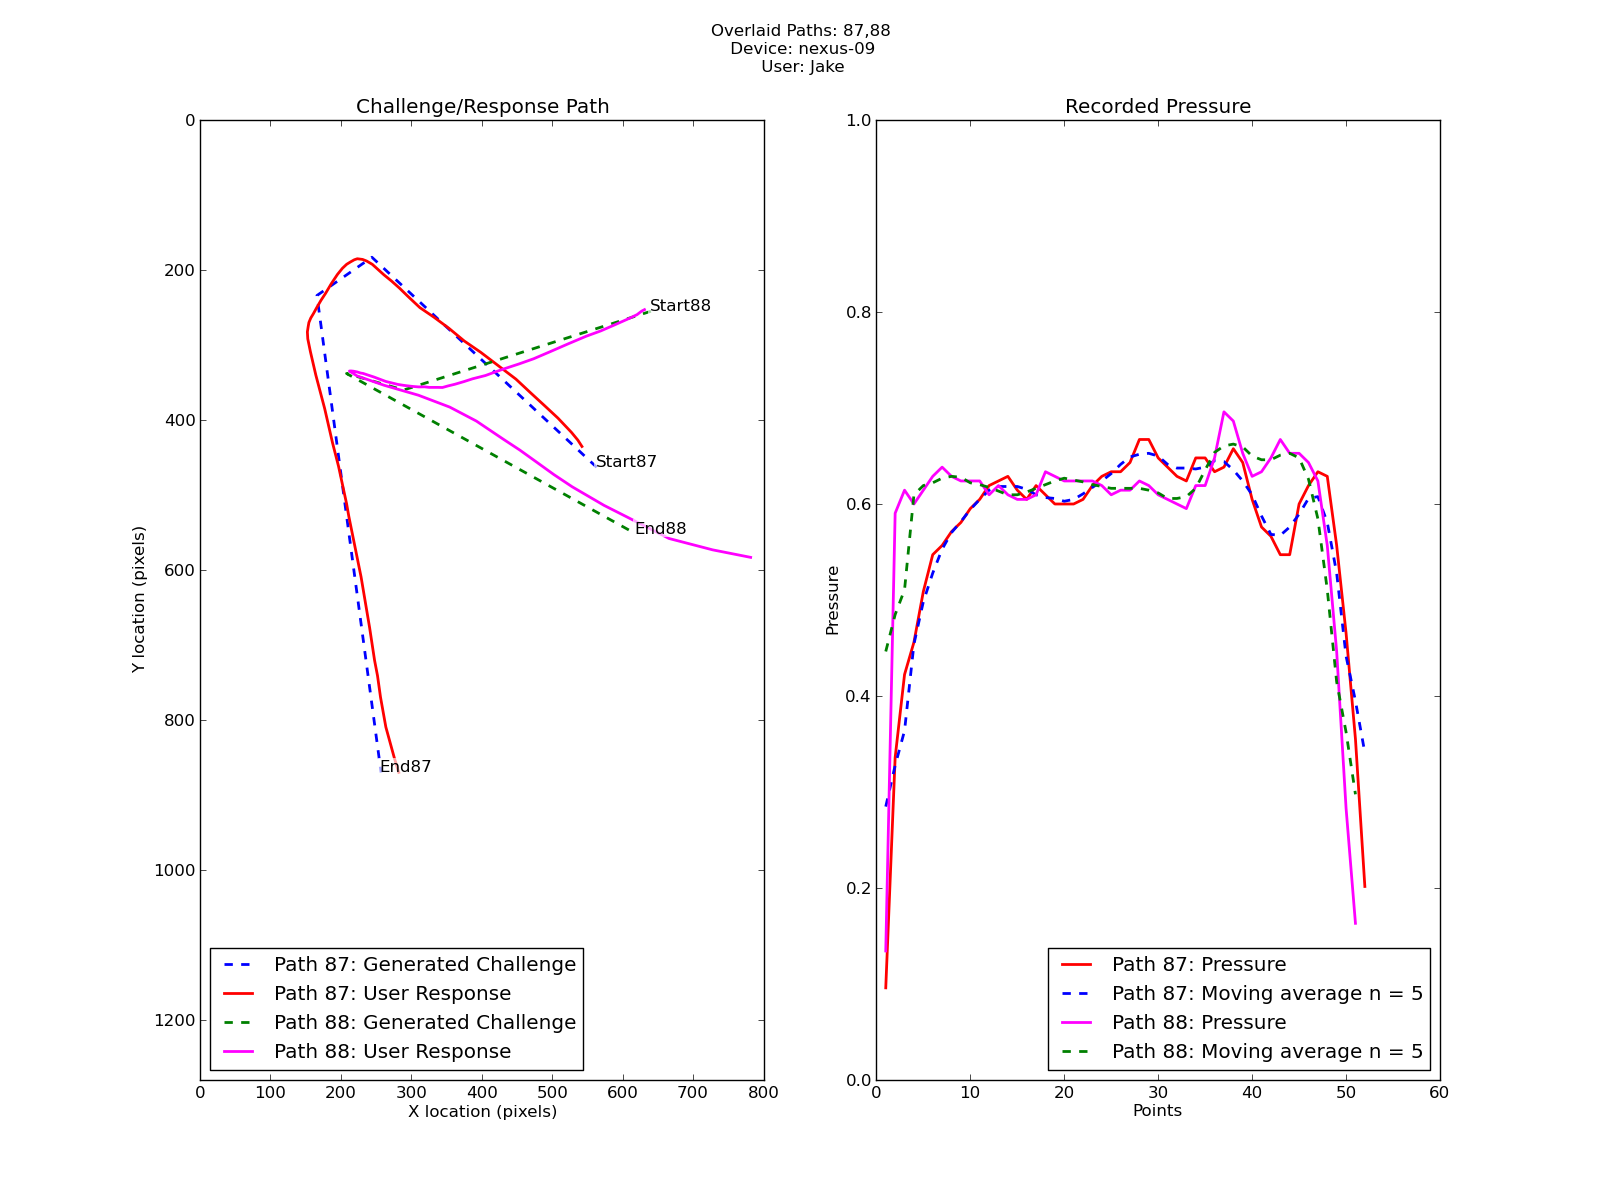 Overlaid Paths: 87,88
Device: nexus-09
User: Jake
Challenge/Response Path
0
200
400
600
800
1000
1200
Y location (pixels)
Start88
Start87
End88
End87
Path 87: Generated Challenge
Path 87: User Response
Path 88: Generated Challenge
Path 88: User Response
0 100 200 300 400 500 600 700 800
X location (pixels)
Recorded Pressure
1.0
0.8
0.6
0.4
0.2
0.0
Pressure
Path 87: Pressure
Path 87: Moving average n = 5
Path 88: Pressure
Path 88: Moving average n = 5
0 10 20 30 40 50 60
Points